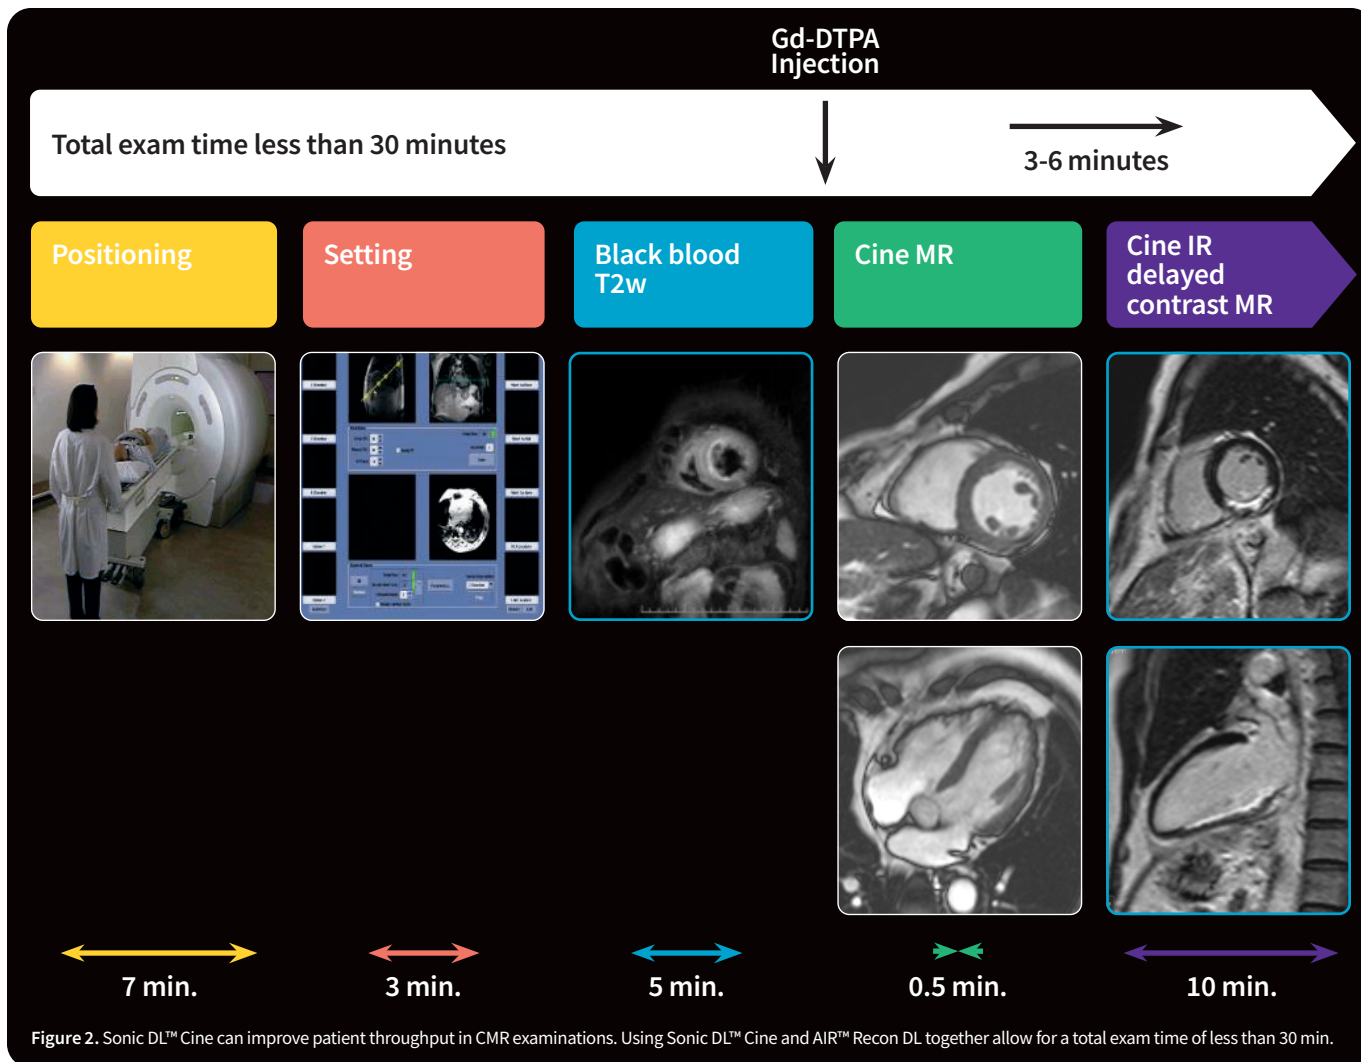 Gd-DTPA
Injection
Total exam time less than 30 minutes
3-6 minutes
Positioning
Setting
Black blood
T2w
Cine MR
Cine IR
delayed
contrast MR
7 min.
3 min.
5 min.
0.5 min.
10 min.
Figure 2. Sonic DL™ Cine can improve patient throughput in CMR examinations. Using Sonic DL™ Cine and AIR™ Recon DL together allow for a total exam time of less than 30 min.